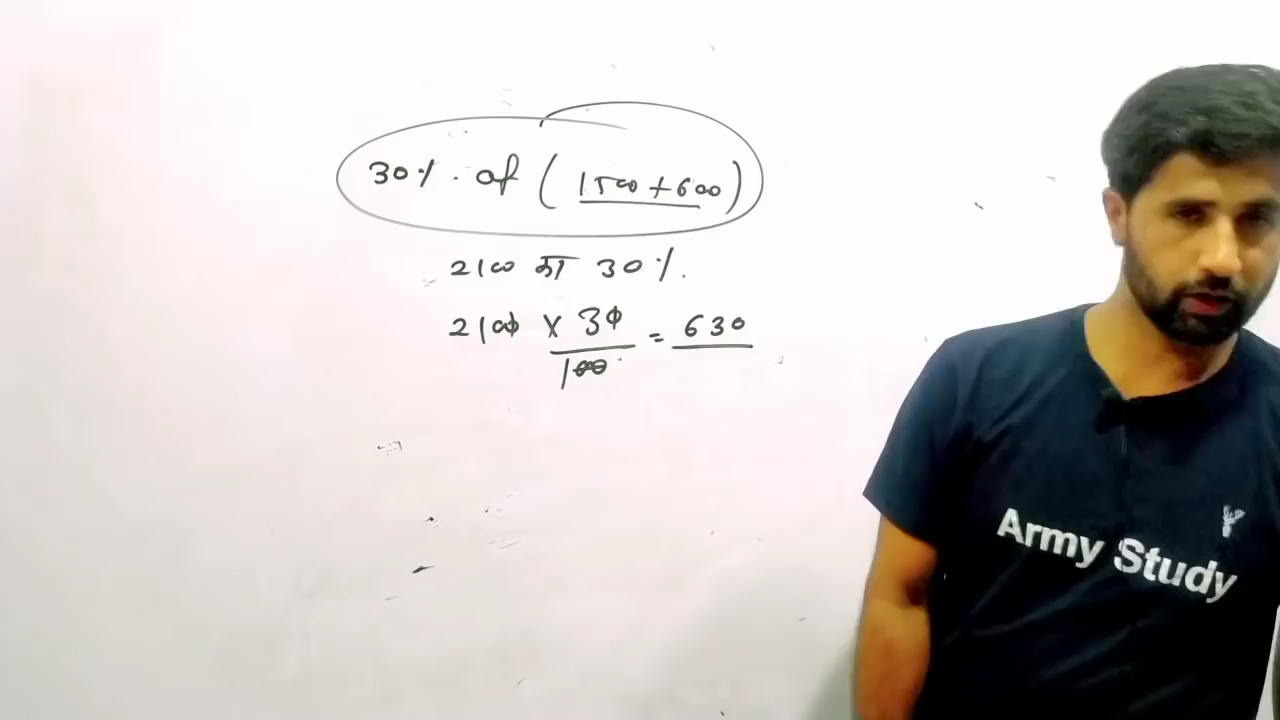 30% of (1500+600)
2100 का 30%.
2100 x 30/100 = 630
Army Study